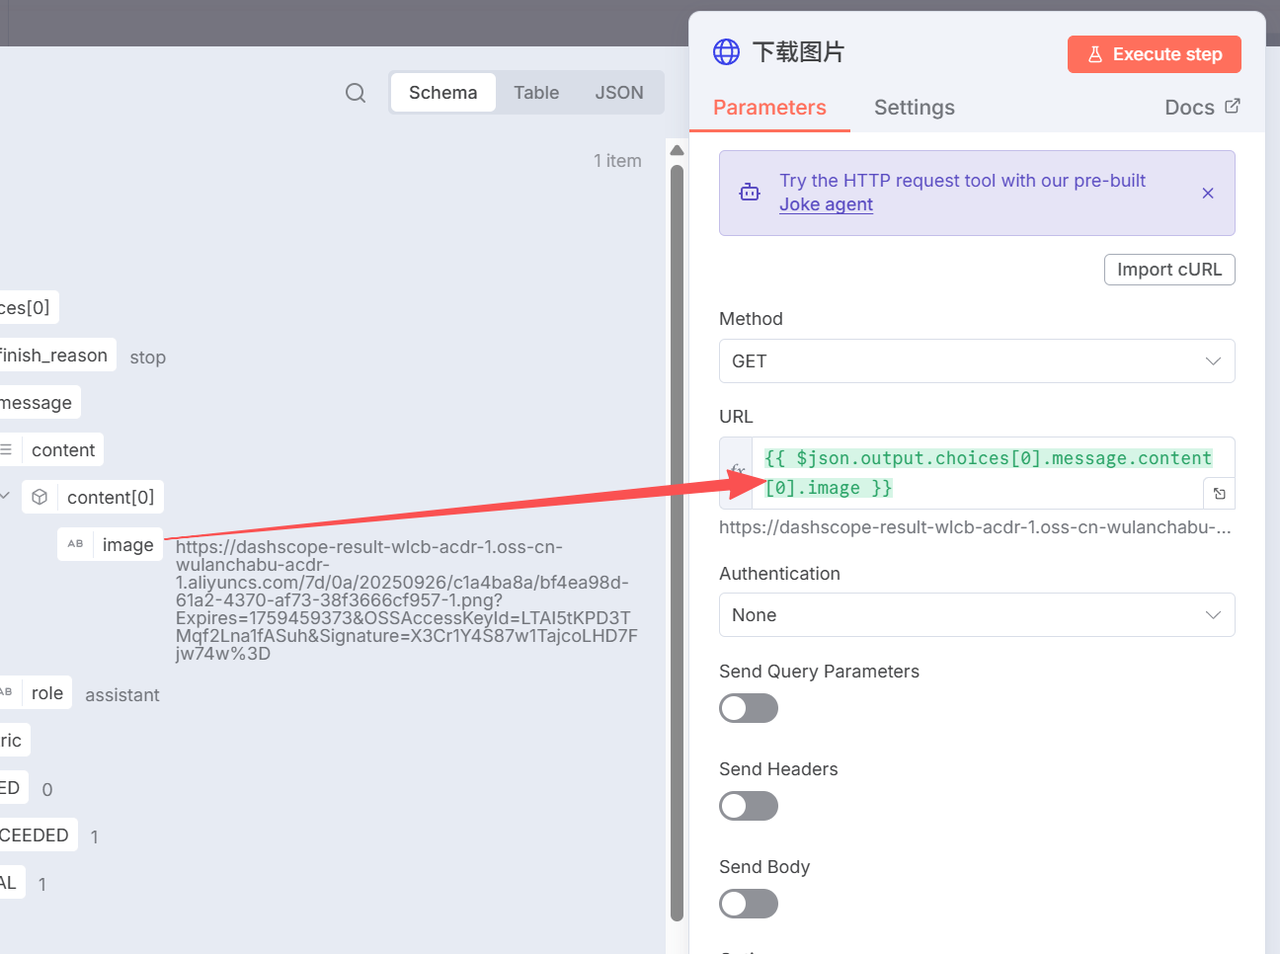 Schema
Table
JSON
1 item
ces[0]
finish_reason
stop
message
content
content[0]
AB
image
https://dashscope-result-wlcb-acdr-1.oss-cn-
wulanchabu-acdr-
1.aliyuncs.com/7d/0a/20250926/c1a4ba8a/bf4ea98d-
61a2-4370-af73-38f3666cf957-1.png?
Expires=1759459373&OSSAccessKeyId=LTAI5tKPD3T
Mqf2Lna1fASuh&Signature=X3Cr1Y4S87w1TajcoLHD7F
jw74w%3D
AB
role
assistant
ric
ED
0
CEEDED
1
AL
1
下载图片
Execute step
Parameters
Settings
Docs
Try the HTTP request tool with our pre-built
Joke agent
Import cURL
Method
GET
URL
fx
{{ $json.output.choices[0].message.content
[0].image }}
https://dashscope-result-wlcb-acdr-1.oss-cn-wulanchabu-...
Authentication
None
Send Query Parameters
Send Headers
Send Body